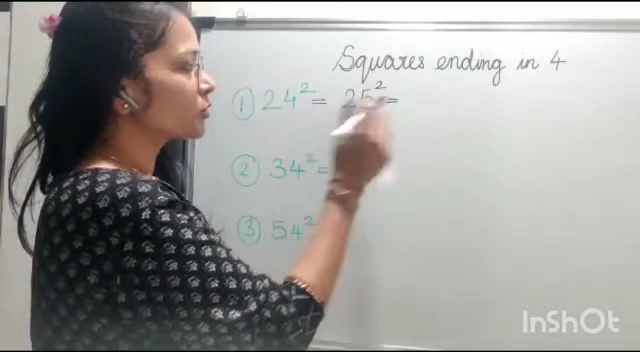 Squares ending in 4
① 24² = 25² =
② 34² =
③ 54²
InShOt